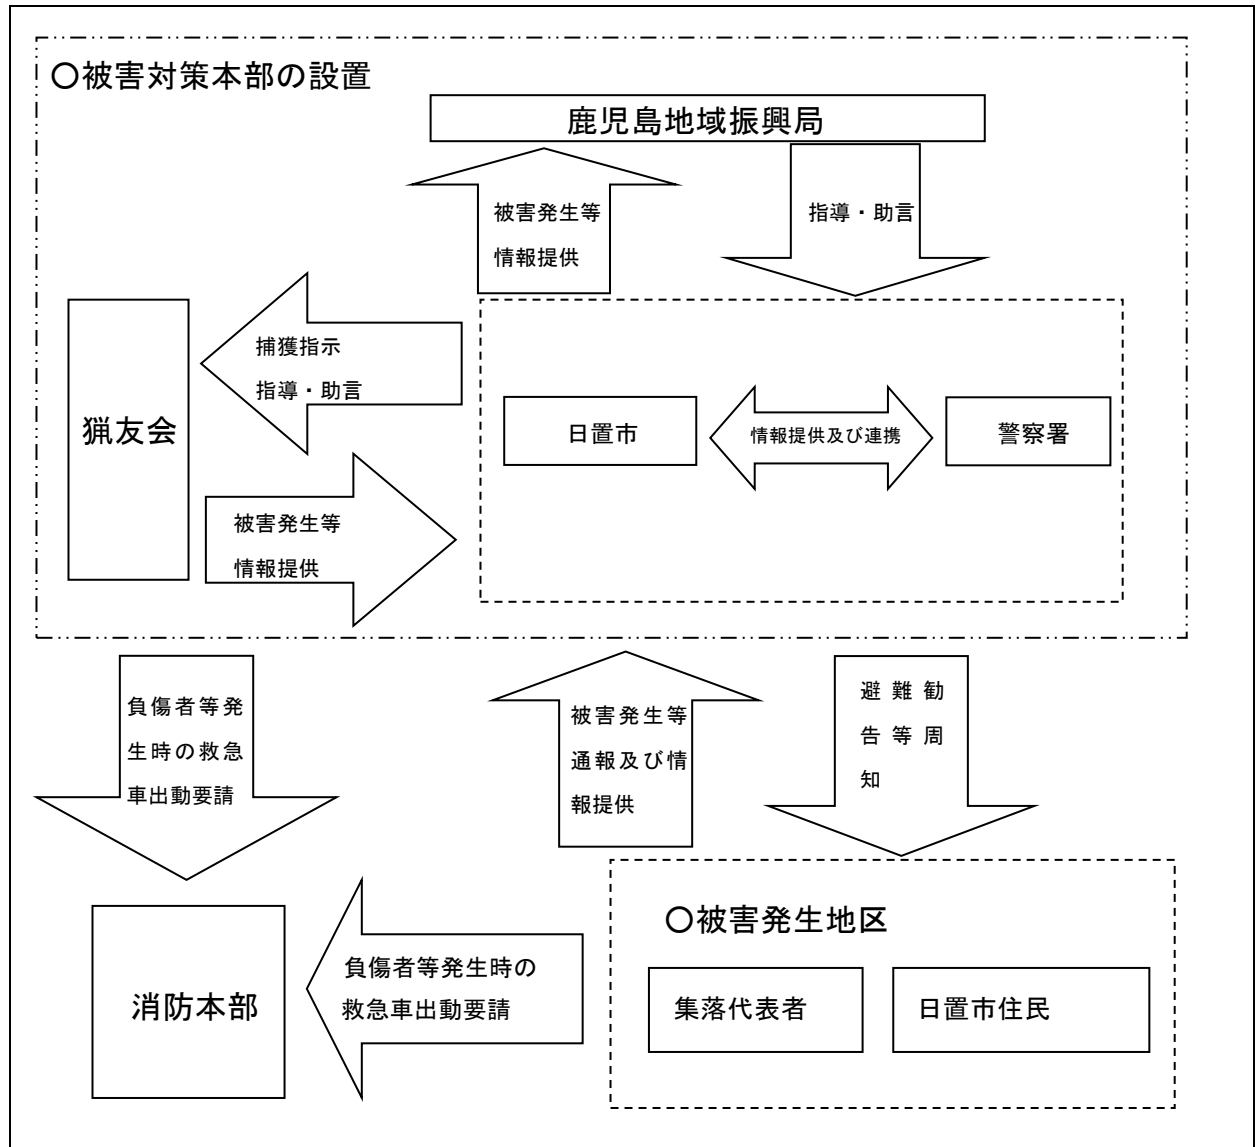 〇被害対策本部の設置
鹿児島地域振興局
被害発生等
情報提供
指導・助言
捕獲指示
指導・助言
猟友会
日置市
情報提供及び連携
警察署
被害発生等
情報提供
負傷者等発
生時の救急
車出動要請
被害発生等
通報及び情
報提供
避難勧
告等周
知
〇被害発生地区
負傷者等発生時の
救急車出動要請
消防本部
集落代表者
日置市住民